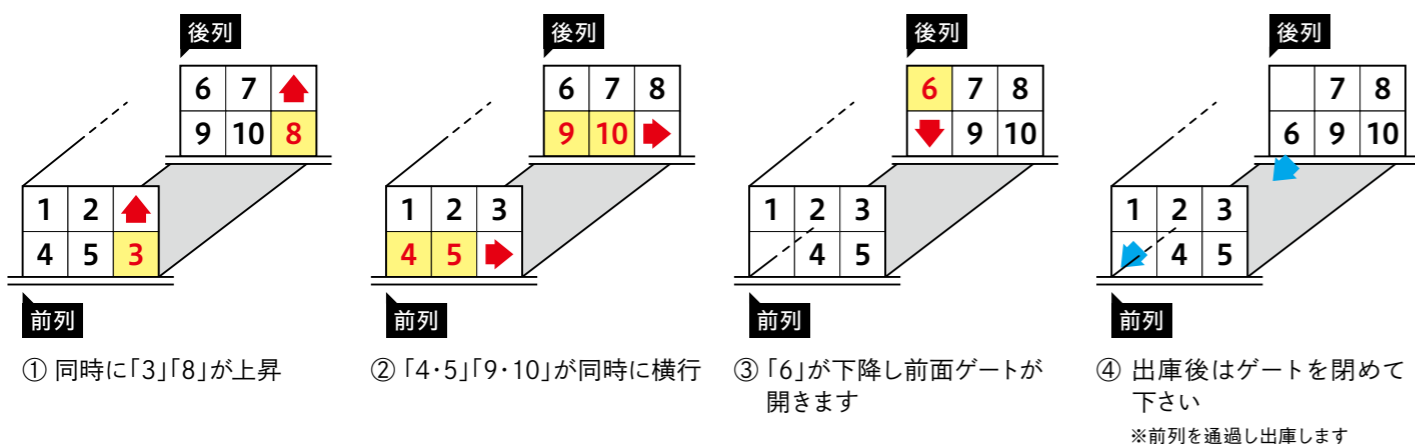 後列
6 7
9 10 8
1 2
4 5 3
前列
① 同時に「3」「8」が上昇
後列
6 7 8
9 10
1 2 3
4 5
前列
② 「4・5」「9・10」が同時に横行
後列
6 7 8
9 10
1 2 3
4 5
前列
③ 「6」が下降し前面ゲートが
開きます
後列
7 8
6 9 10
1 2 3
4 5
前列
④ 出庫後はゲートを閉めて
下さい
※前列を通過し出庫します